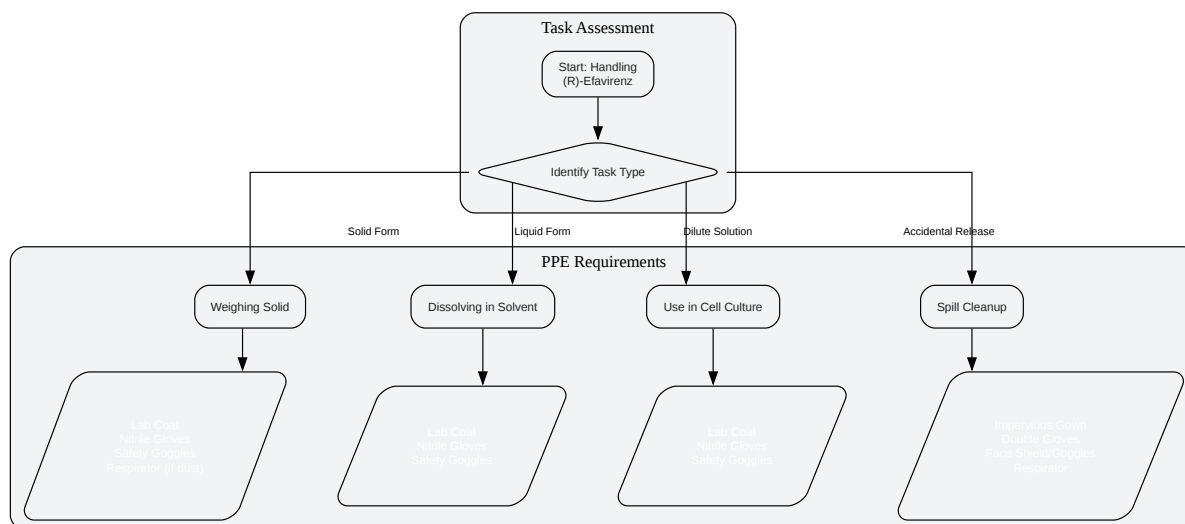 Task Assessment
Start: Handling
(R)-Efavirenz
Identify Task Type
Solid Form
Liquid Form
Dilute Solution
Accidental Release
PPE Requirements
Weighing Solid
Dissolving in Solvent
Use in Cell Culture
Spill Cleanup
Lab Coat
Nitrile Gloves
Safety Goggles
Respirator (if dust)
Lab Coat
Nitrile Gloves
Safety Goggles
Lab Coat
Nitrile Gloves
Safety Goggles
Impervious Gown
Double Gloves
Face Shield/Goggles
Respirator